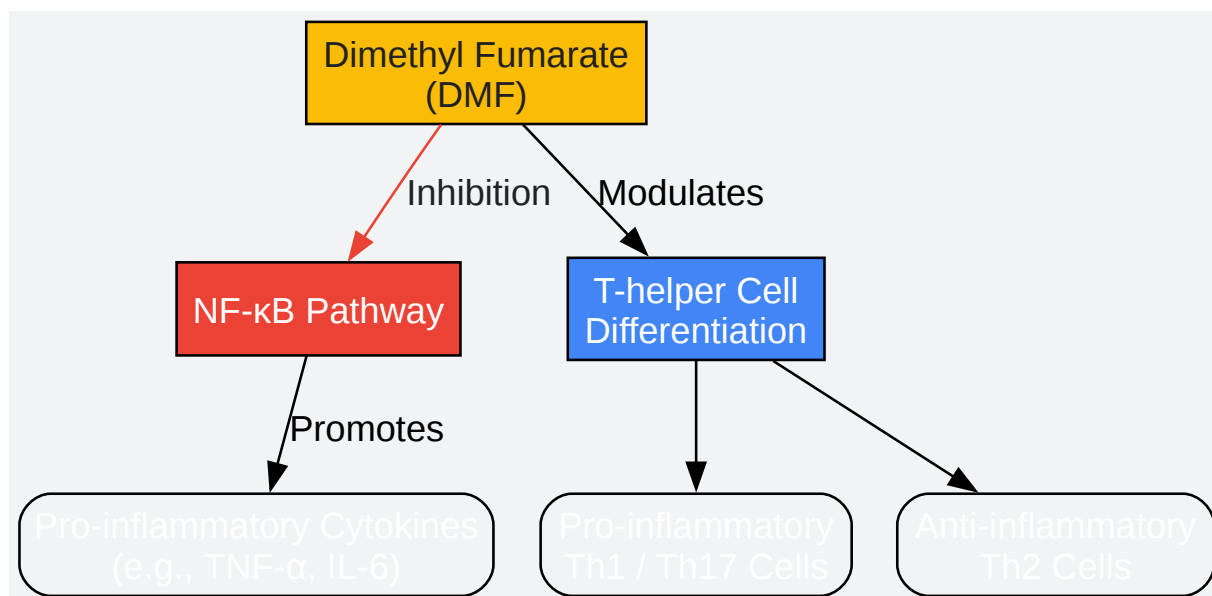 Dimethyl Fumarate
(DMF)
Inhibition
Modulates
NF-κB Pathway
T-helper Cell
Differentiation
Promotes
Pro-inflammatory Cytokines
(e.g., TNF-α, IL-6)
Pro-inflammatory
Th1 / Th17 Cells
Anti-inflammatory
Th2 Cells